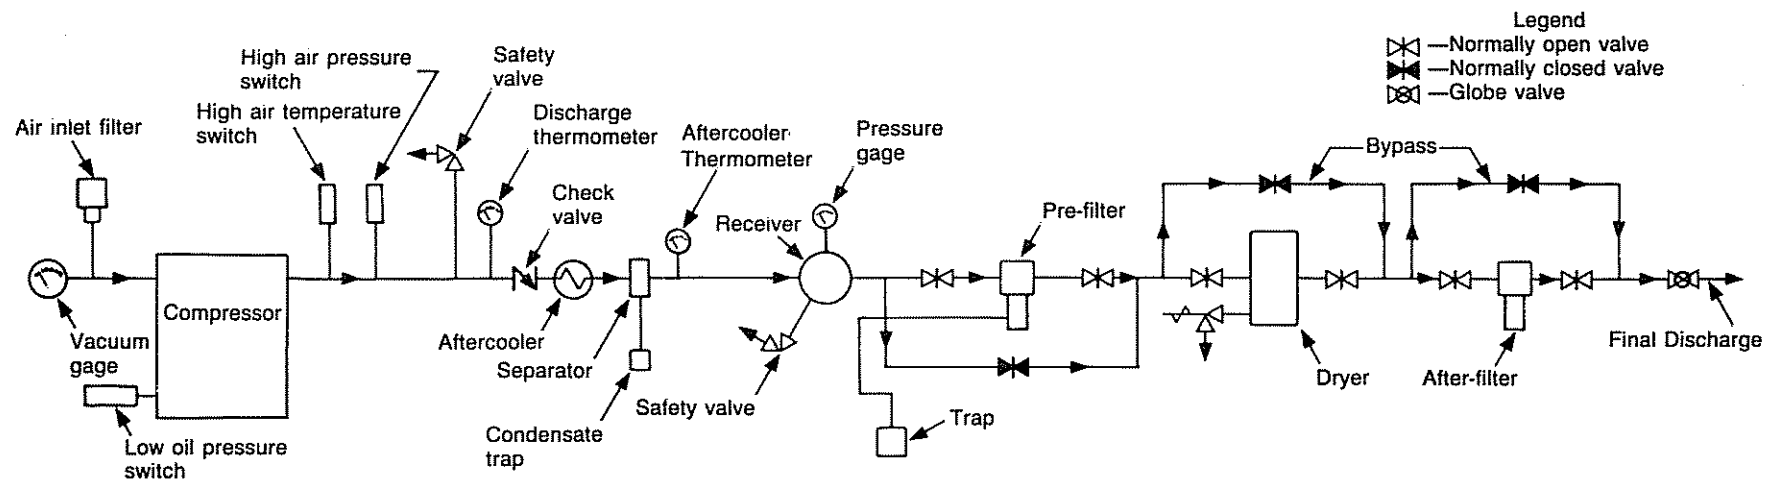 Legend
—Normally open valve
—Normally closed valve
—Globe valve
High air pressure
switch
Safety
valve
High air temperature
switch
Air inlet filter
Discharge
thermometer
Aftercooler
Thermometer
Pressure
gage
Bypass
Check
valve
Receiver
Pre-filter
Compressor
Vacuum
gage
Aftercooler
Separator
Final Discharge
Dryer
After-filter
Safety valve
Trap
Condensate
trap
Low oil pressure
switch